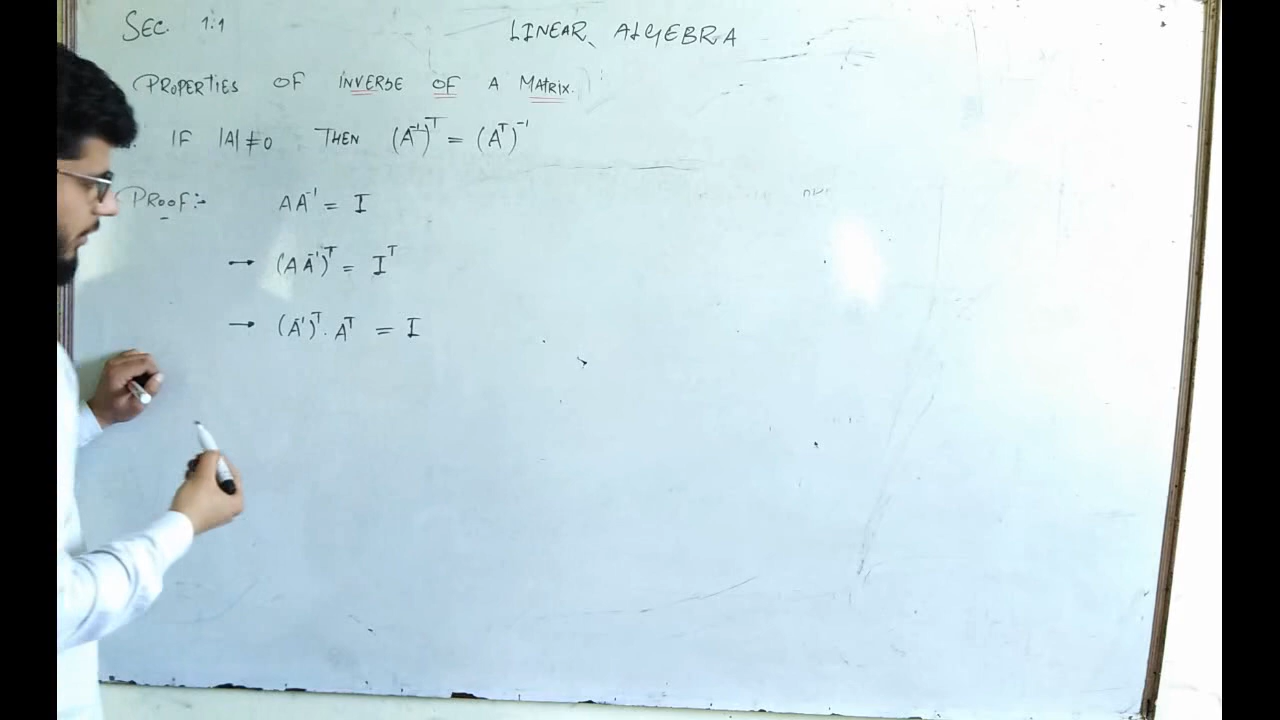 SEC. 1.1
LINEAR ALGEBRA
PROPERTIES OF INVERSE OF A MATRIX.
IF |A|≠0 THEN (A⁻¹)ᵀ = (Aᵀ)⁻¹
PROOF:- AA⁻¹ = I
→ (AA⁻¹)ᵀ = Iᵀ
→ (A⁻¹)ᵀ · Aᵀ = I